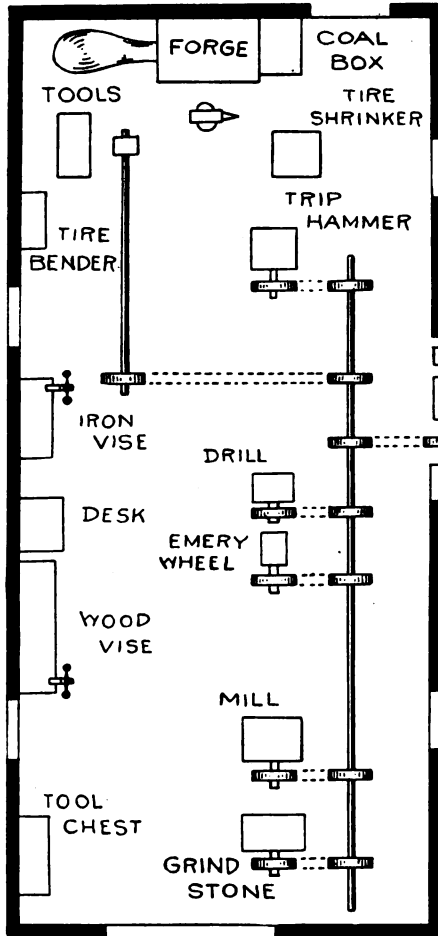 FORGE
COAL
BOX
TOOLS
TIRE
SHRINKER
TRIP
HAMMER
TIRE
BENDER
IRON
VISE
DRILL
DESK
EMERY
WHEEL
WOOD
VISE
MILL
TOOL
CHEST
GRIND
STONE